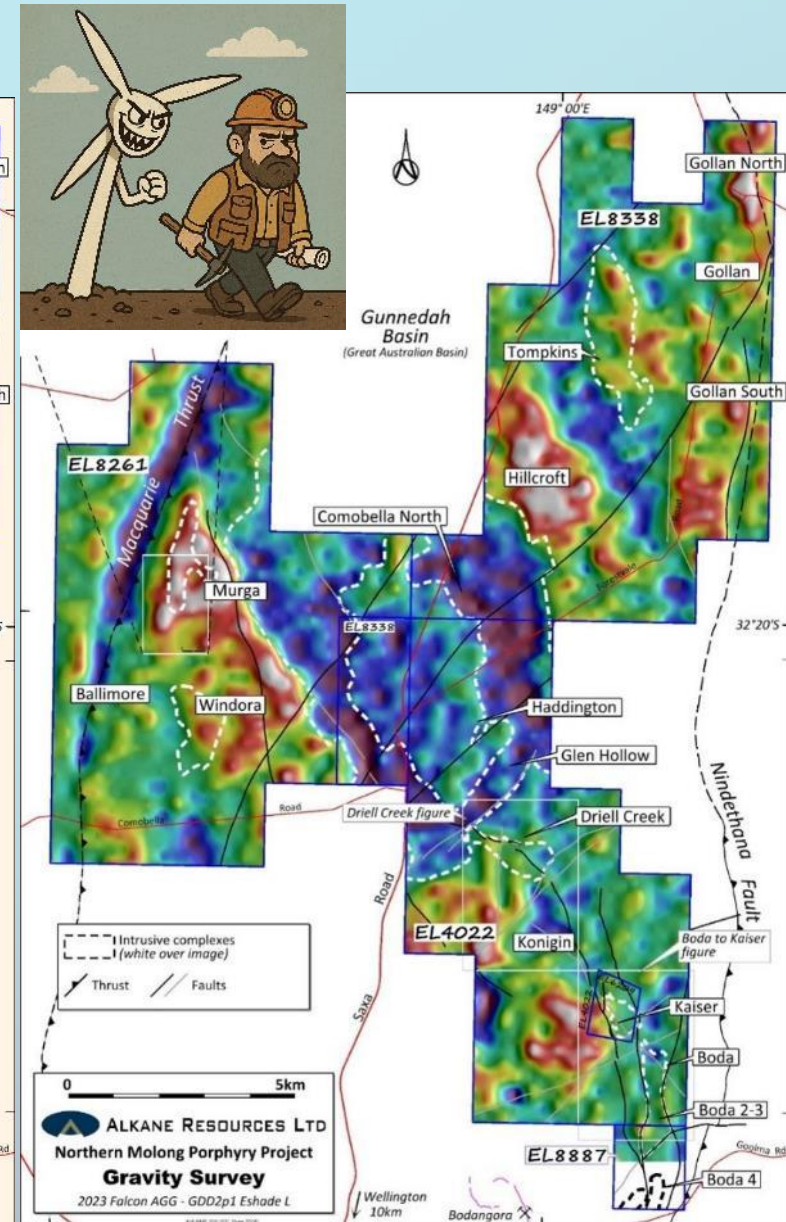 149° 00'E
Gollan North
EL8338
Gollan
Gunnedah
Basin
(Great Australian Basin)
Tompkins
Gollan South
Macquarie Thrust
EL8261
Hillcroft
Comobella North
Murga
EL8338
32°20'S
Ballimore
Windora
Haddington
Glen Hollow
Comobella Road
Driell Creek figure
Driell Creek
Nindethana Fault
Saxa Road
EL4022
Konigin
Boda to Kaiser
figure
Intrusive complexes
(white over image)
Thrust
Faults
EL4022
Kaiser
Boda
0 5km
ALKANE RESOURCES LTD
Northern Molong Porphyry Project
Gravity Survey
2023 Falcon AGG - GDD2p1 Eshade L
Boda 2-3
EL8887
Goolma Rd
Boda 4
Wellington
10km
Bodangora